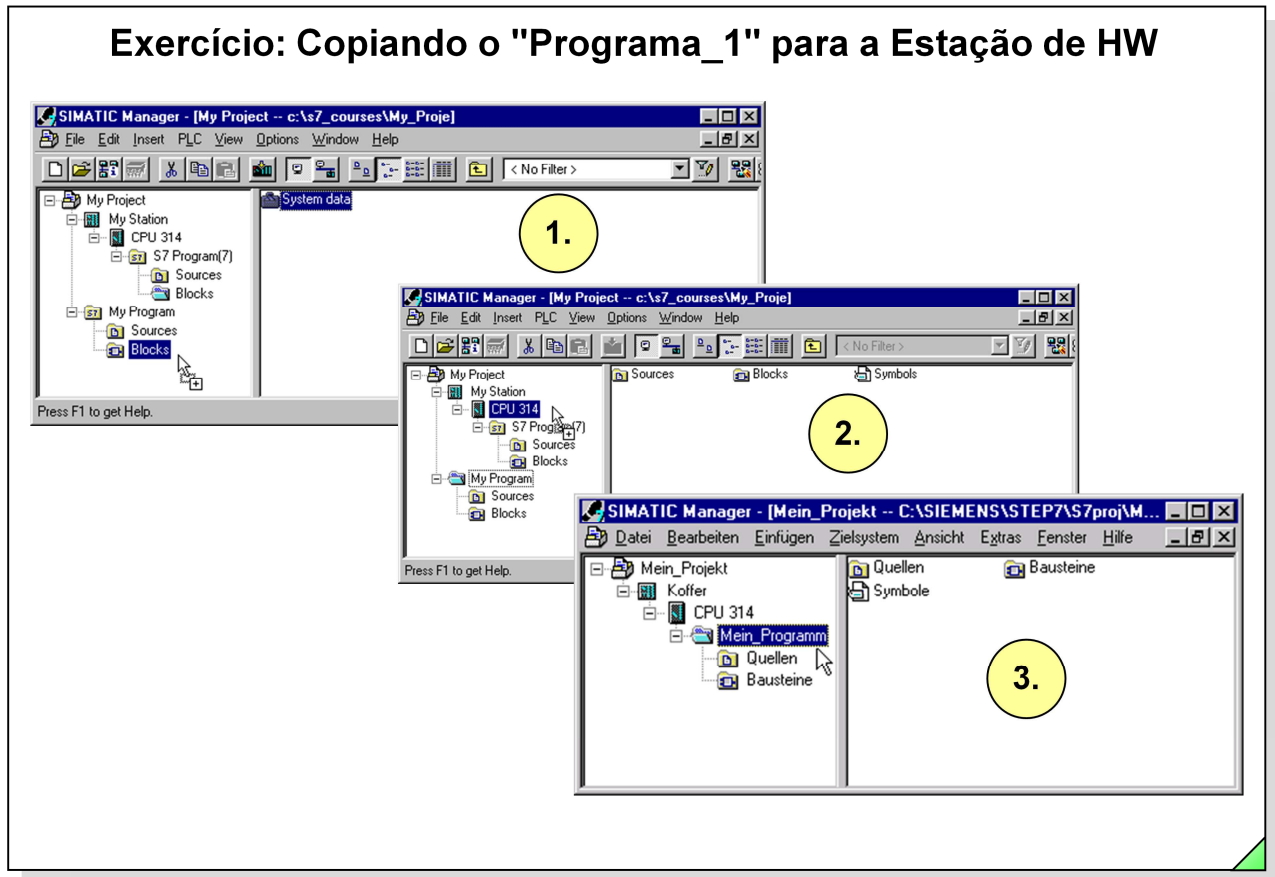 Exercício: Copiando o "Programa_1" para a Estação de HW
SIMATIC Manager - [My Project -- c:\s7_courses\My_Proje]
File Edit Insert PLC View Options Window Help
< No Filter >
My Project
My Station
CPU 314
S7 Program(7)
Sources
Blocks
My Program
Sources
Blocks
System data
1.
Press F1 to get Help.
SIMATIC Manager - [My Project -- c:\s7_courses\My_Proje]
File Edit Insert PLC View Options Window Help
< No Filter >
My Project
My Station
CPU 314
S7 Program(7)
Sources
Blocks
My Program
Sources
Blocks
Sources Blocks Symbols
2.
Press F1 to get Help.
SIMATIC Manager - [Mein_Projekt -- C:\SIEMENS\STEP7\S7proj\M...
Datei Bearbeiten Einfügen Zielsystem Ansicht Extras Fenster Hilfe
Mein_Projekt
Koffer
CPU 314
Mein_Programm
Quellen
Bausteine
Quellen Bausteine
Symbole
3.